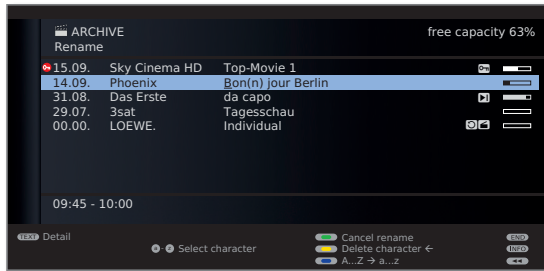 ARCHIVE free capacity 63%
Rename
15.09. Sky Cinema HD Top-Movie 1
14.09. Phoenix Bon(n) jour Berlin
31.08. Das Erste da capo
29.07. 3sat Tagesschau
00.00. LOEWE. Individual
09:45 - 10:00
TEXT Detail Cancel rename END
0-9 Select character Delete character ← INFO
A...Z → a...z